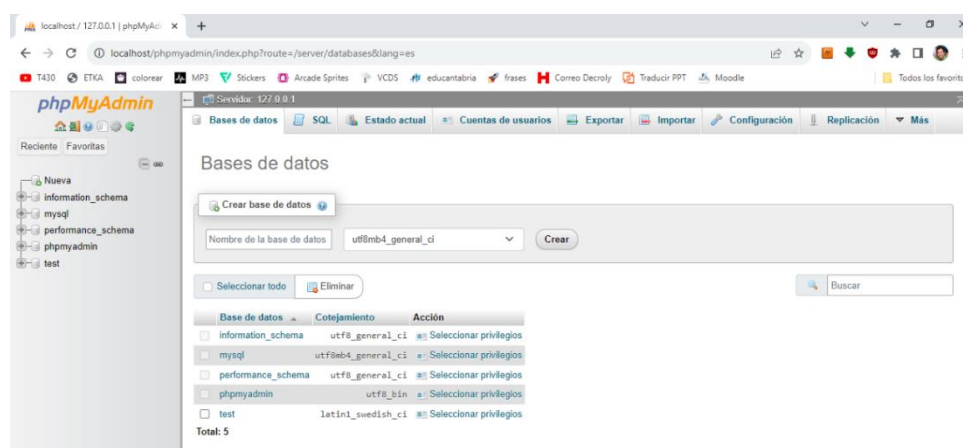 localhost / 127.0.0.1 | phpMyAd
localhost/phpmyadmin/index.php?route=/server/databases&lang=es
T430 ETKA colorear MP3 Stickers Arcade Sprites VCDS educantabria frases Correo Decroly Traducir PPT Moodle Todos los favorito
phpMyAdmin
Reciente Favoritas
Nueva
information_schema
mysql
performance_schema
phpmyadmin
test
Servidor: 127.0.0.1
Bases de datos SQL Estado actual Cuentas de usuarios Exportar Importar Configuración Replicación Más
Bases de datos
Crear base de datos
Nombre de la base de datos utf8mb4_general_ci Crear
Seleccionar todo Eliminar Buscar
Base de datos Cotejamiento Acción
information_schema utf8_general_ci Seleccionar privilegios
mysql utf8mb4_general_ci Seleccionar privilegios
performance_schema utf8_general_ci Seleccionar privilegios
phpmyadmin utf8_bin Seleccionar privilegios
test latin1_swedish_ci Seleccionar privilegios
Total: 5